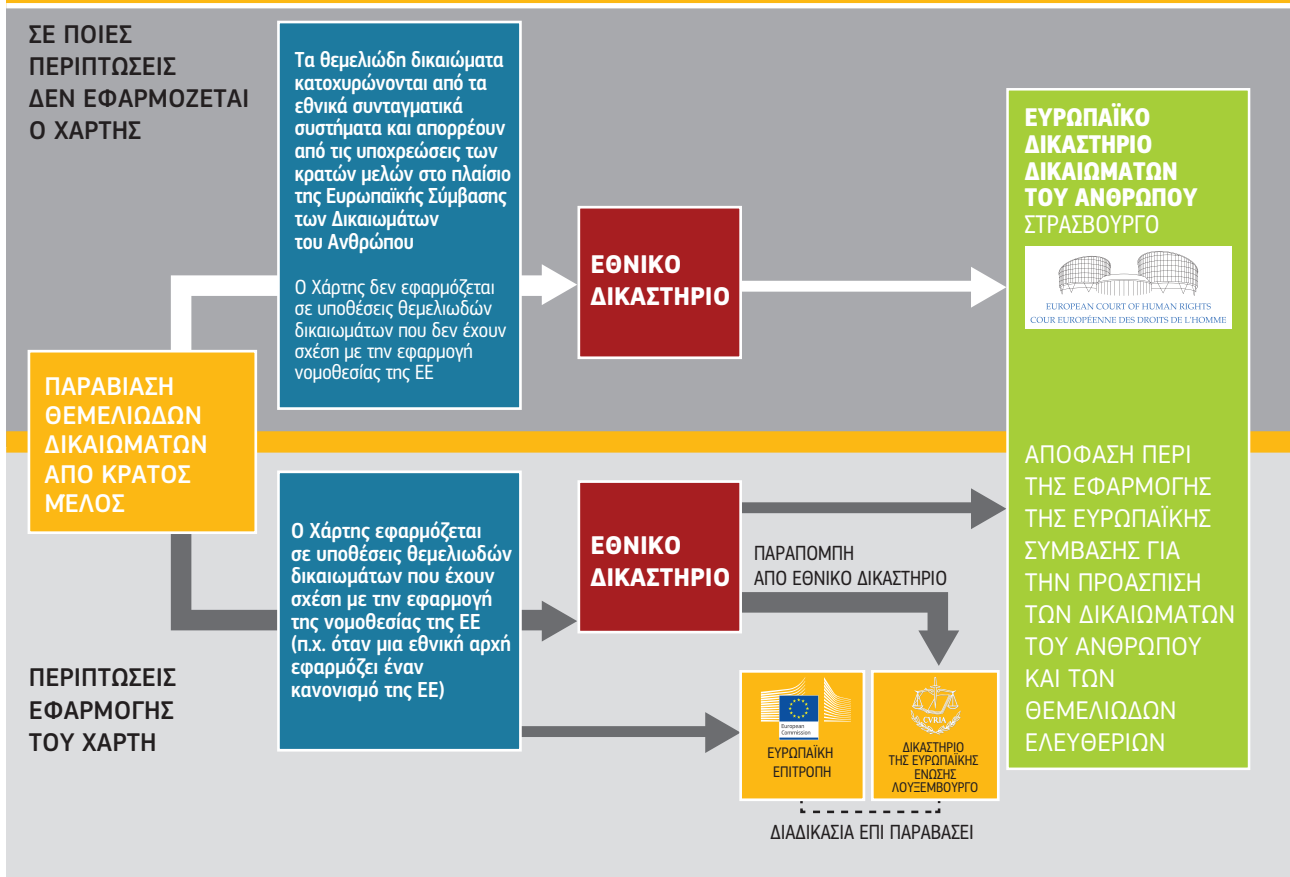 ΣΕ ΠΟΙΕΣ
ΠΕΡΙΠΤΩΣΕΙΣ
ΔΕΝ ΕΦΑΡΜΟΖΕΤΑΙ
Ο ΧΑΡΤΗΣ
Τα θεμελιώδη δικαιώματα
κατοχυρώνονται από τα
εθνικά συνταγματικά
συστήματα και απορρέουν
από τις υποχρεώσεις των
κρατών μελών στο πλαίσιο
της Ευρωπαϊκής Σύμβασης
των Δικαιωμάτων
του Ανθρώπου
Ο Χάρτης δεν εφαρμόζεται
σε υποθέσεις θεμελιωδών
δικαιωμάτων που δεν έχουν
σχέση με την εφαρμογή
νομοθεσίας της ΕΕ
ΕΘΝΙΚΟ
ΔΙΚΑΣΤΗΡΙΟ
ΕΥΡΩΠΑΪΚΟ
ΔΙΚΑΣΤΗΡΙΟ
ΔΙΚΑΙΩΜΑΤΩΝ
ΤΟΥ ΑΝΘΡΩΠΟΥ
ΣΤΡΑΣΒΟΥΡΓΟ
EUROPEAN COURT OF HUMAN RIGHTS
COUR EUROPÉENNE DES DROITS DE L'HOMME
ΠΑΡΑΒΙΑΣΗ
ΘΕΜΕΛΙΩΔΩΝ
ΔΙΚΑΙΩΜΑΤΩΝ
ΑΠΟ ΚΡΑΤΟΣ
ΜΈΛΟΣ
Ο Χάρτης εφαρμόζεται
σε υποθέσεις θεμελιωδών
δικαιωμάτων που έχουν
σχέση με την εφαρμογή
της νομοθεσίας της ΕΕ
(π.χ. όταν μια εθνική αρχή
εφαρμόζει έναν
κανονισμό της ΕΕ)
ΕΘΝΙΚΟ
ΔΙΚΑΣΤΗΡΙΟ
ΠΑΡΑΠΟΜΠΗ
ΑΠΟ ΕΘΝΙΚΟ ΔΙΚΑΣΤΗΡΙΟ
ΑΠΟΦΑΣΗ ΠΕΡΙ
ΤΗΣ ΕΦΑΡΜΟΓΗΣ
ΤΗΣ ΕΥΡΩΠΑΪΚΗΣ
ΣΥΜΒΑΣΗΣ ΓΙΑ
ΤΗΝ ΠΡΟΑΣΠΙΣΗ
ΤΩΝ ΔΙΚΑΙΩΜΑΤΩΝ
ΤΟΥ ΑΝΘΡΩΠΟΥ
ΚΑΙ ΤΩΝ
ΘΕΜΕΛΙΩΔΩΝ
ΕΛΕΥΘΕΡΙΩΝ
ΠΕΡΙΠΤΩΣΕΙΣ
ΕΦΑΡΜΟΓΗΣ
ΤΟΥ ΧΑΡΤΗ
European
Commission
ΕΥΡΩΠΑΪΚΗ
ΕΠΙΤΡΟΠΗ
CVRIA
ΔΙΚΑΣΤΗΡΙΟ
ΤΗΣ ΕΥΡΩΠΑΪΚΗΣ
ΕΝΩΣΗΣ
ΛΟΥΞΕΜΒΟΥΡΓΟ
ΔΙΑΔΙΚΑΣΙΑ ΕΠΙ ΠΑΡΑΒΑΣΕΙ